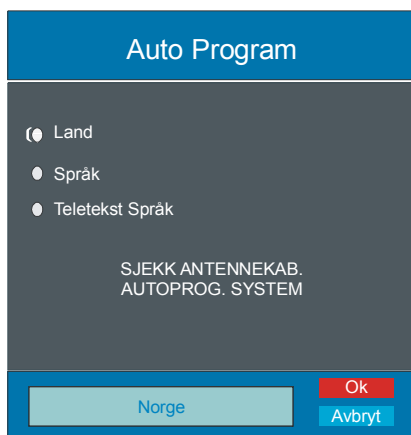 Auto Program
Land
Språk
Teletekst Språk
SJEKK ANTENNEKAB.
AUTOPROG. SYSTEM
Norge
Ok
Avbryt